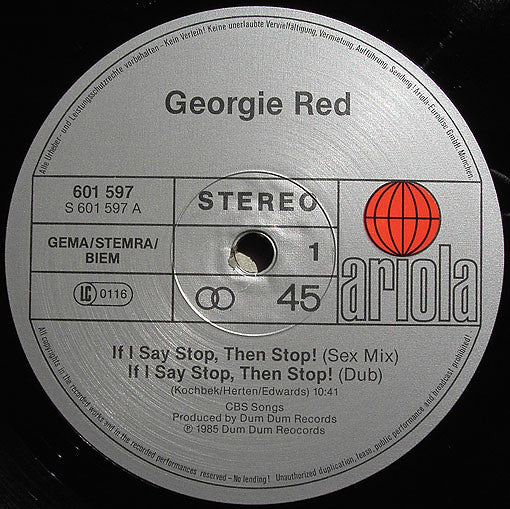 Alle Urheber- und Leistungsschutzrechte vorbehalten - Kein Verleih! Keine unerlaubte Vervielfältigung, Vermietung, Aufführung, Sendung! Ariola-Eurodisc GmbH, München
Georgie Red
601 597
S 601 597 A
STEREO
GEMA/STEMRA/
BIEM
1
ariola
LC 0116
45
If I Say Stop, Then Stop! (Sex Mix)
If I Say Stop, Then Stop! (Dub)
(Kochbek/Herten/Edwards) 10:41
CBS Songs
Produced by Dum Dum Records
℗ 1985 Dum Dum Reocords
All copyrights in the recorded works and in the recorded performances reserved - No lending! Unauthorized duplication, lease, public performance and broadcast prohibited!